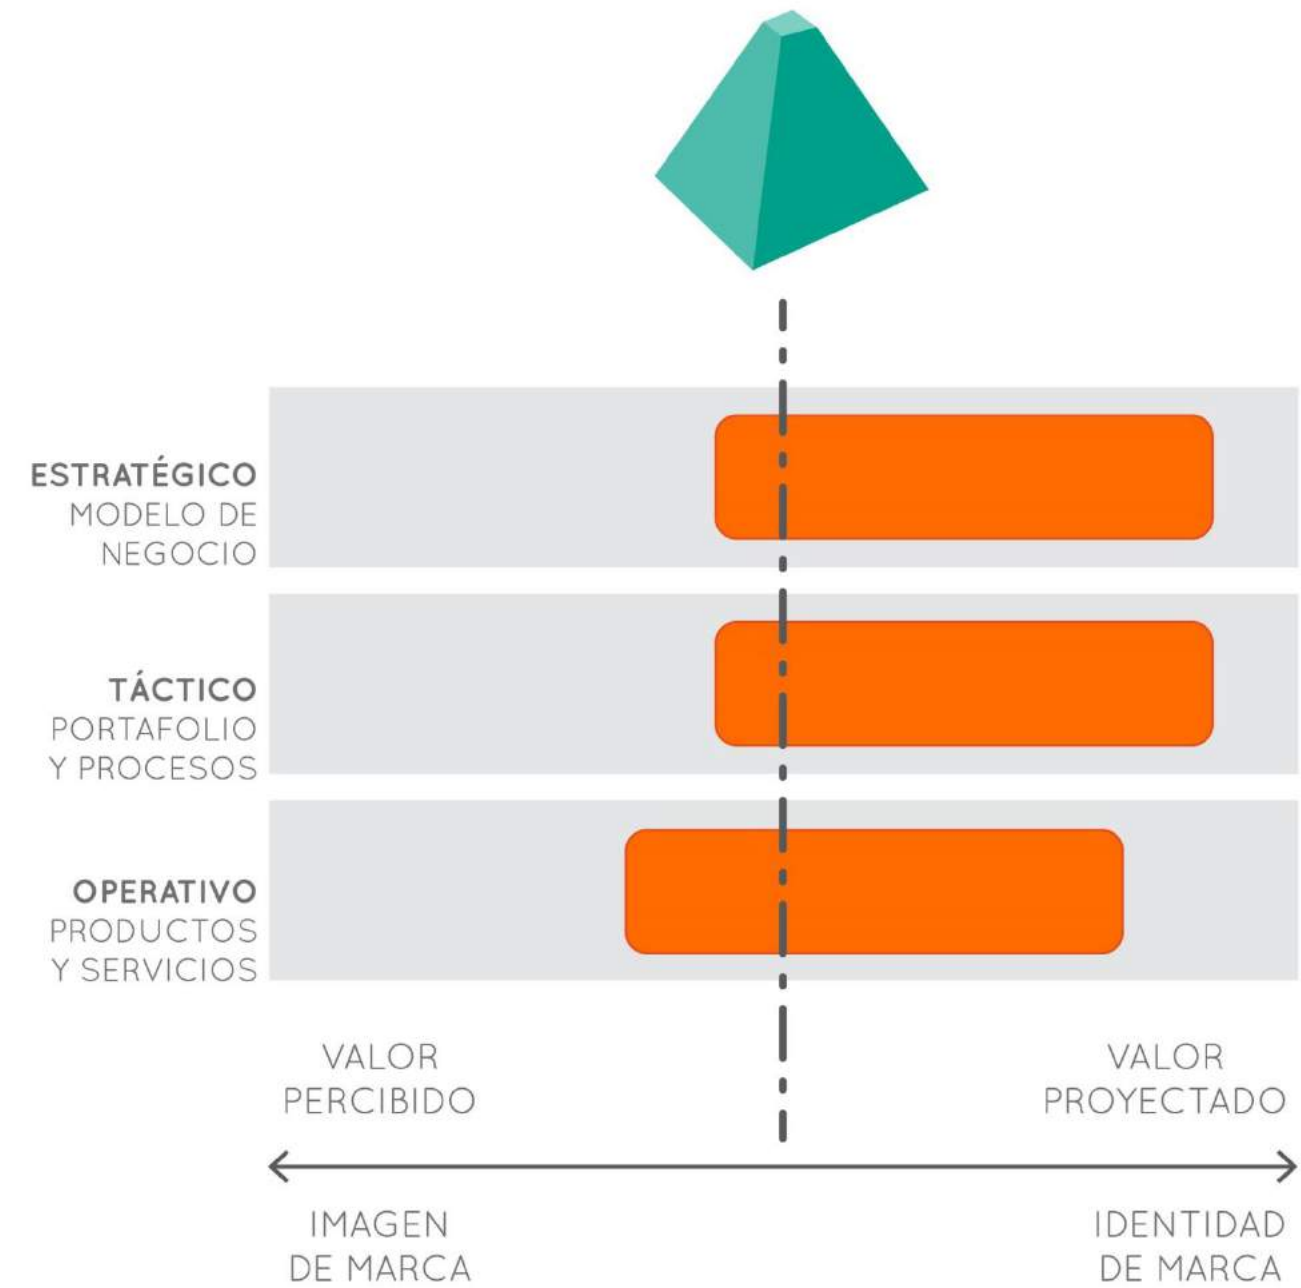 ESTRATÉGICO
MODELO DE
NEGOCIO
TÁCTICO
PORTAFOLIO
Y PROCESOS
OPERATIVO
PRODUCTOS
Y SERVICIOS
VALOR
PERCIBIDO
VALOR
PROYECTADO
IMAGEN
DE MARCA
IDENTIDAD
DE MARCA